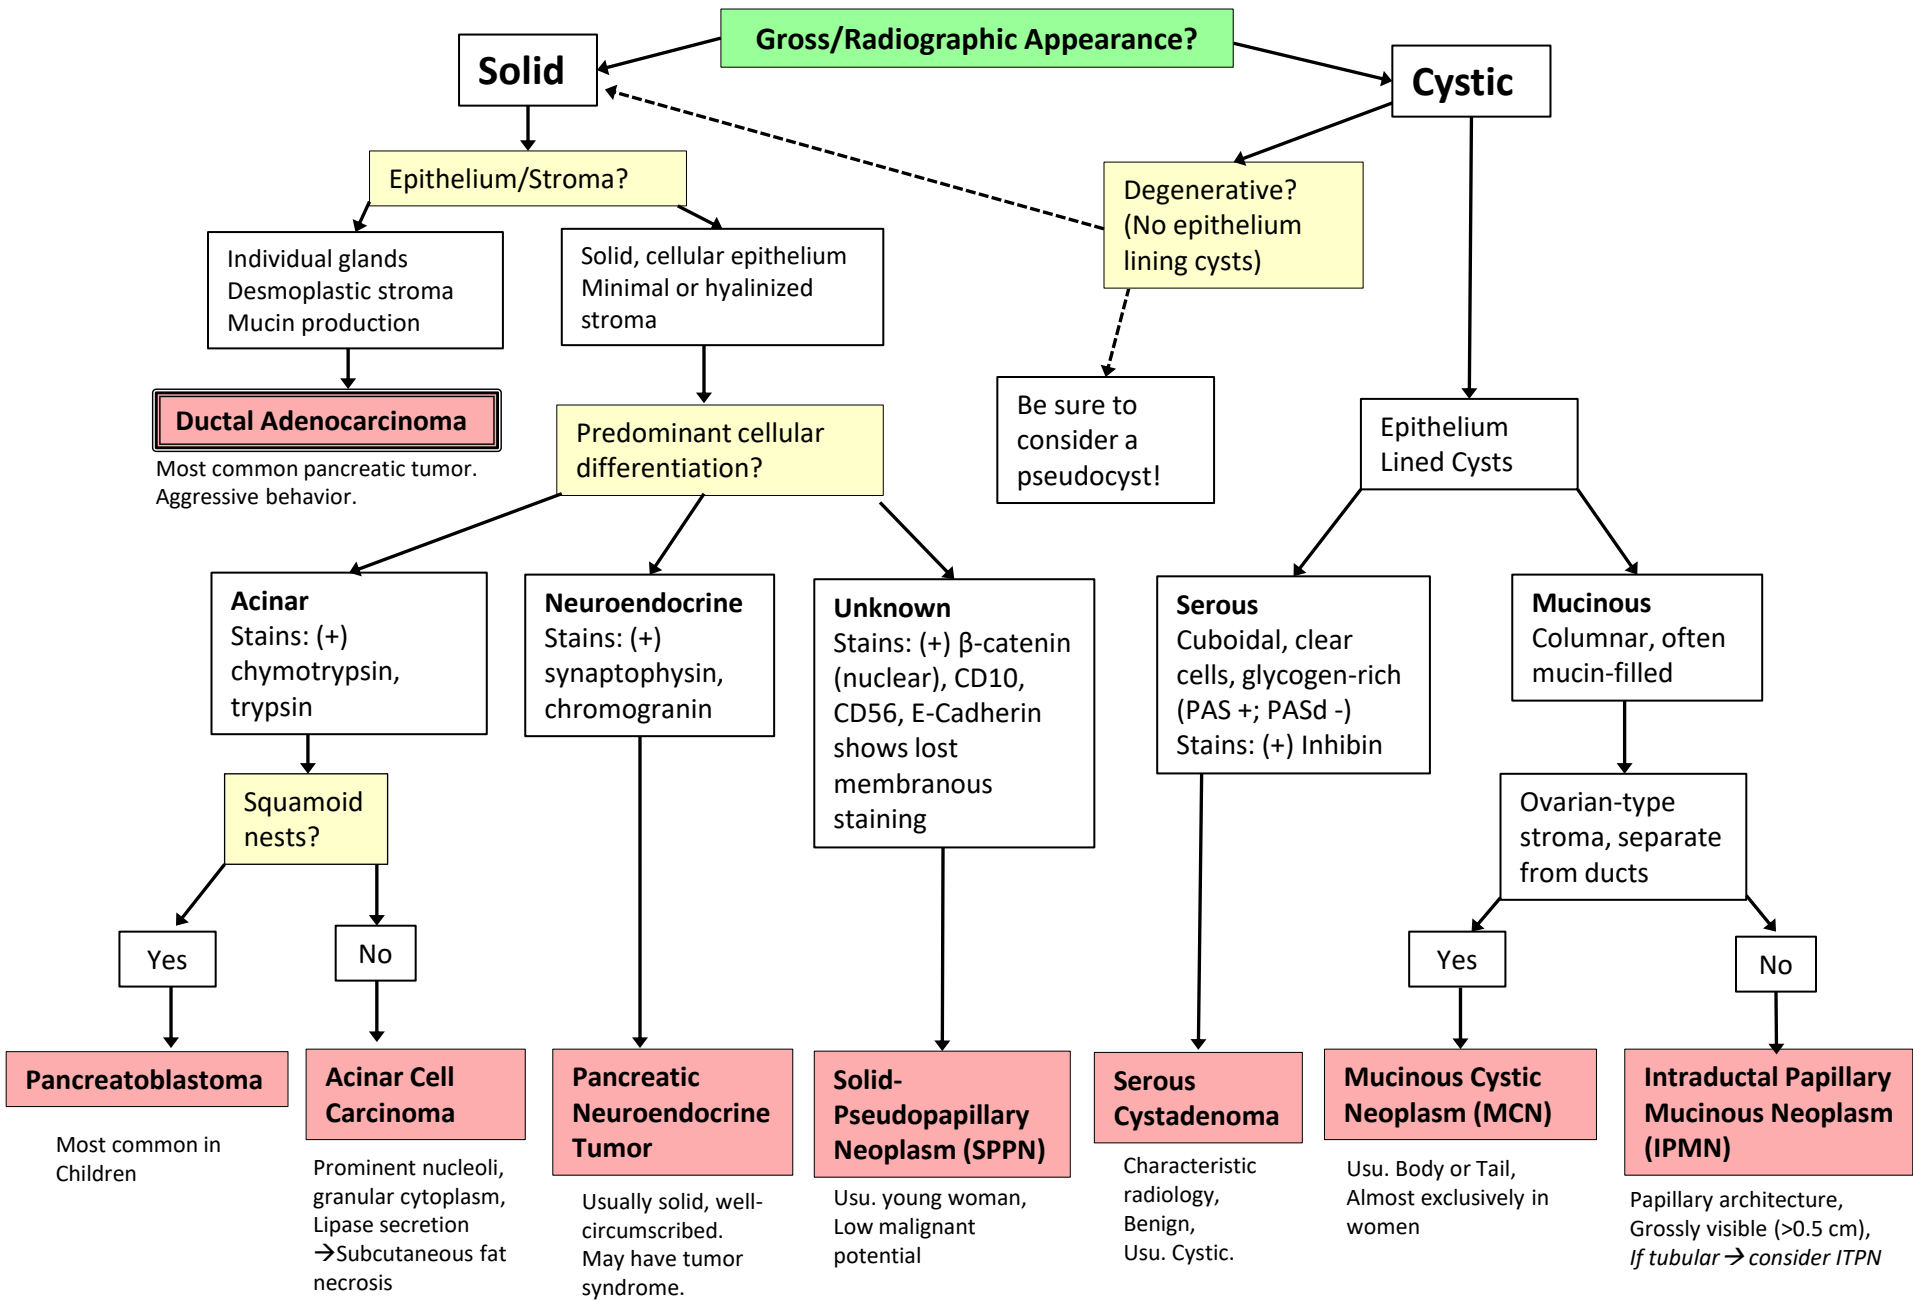 Gross/Radiographic Appearance?
Solid
Cystic
Epithelium/Stroma?
Degenerative?
(No epithelium
lining cysts)
Individual glands
Desmoplastic stroma
Mucin production
Solid, cellular epithelium
Minimal or hyalinized
stroma
Ductal Adenocarcinoma
Most common pancreatic tumor.
Aggressive behavior.
Predominant cellular
differentiation?
Be sure to
consider a
pseudocyst!
Epithelium
Lined Cysts
Acinar
Stains: (+)
chymotrypsin,
trypsin
Neuroendocrine
Stains: (+)
synaptophysin,
chromogranin
Unknown
Stains: (+) β-catenin
(nuclear), CD10,
CD56, E-Cadherin
shows lost
membranous
staining
Serous
Cuboidal, clear
cells, glycogen-rich
(PAS +; PASd -)
Stains: (+) Inhibin
Mucinous
Columnar, often
mucin-filled
Squamoid
nests?
Ovarian-type
stroma, separate
from ducts
Yes
No
Yes
No
Pancreatoblastoma
Most common in
Children
Acinar Cell
Carcinoma
Prominent nucleoli,
granular cytoplasm,
Lipase secretion
→Subcutaneous fat
necrosis
Pancreatic
Neuroendocrine
Tumor
Usually solid, well-
circumscribed.
May have tumor
syndrome.
Solid-
Pseudopapillary
Neoplasm (SPPN)
Usu. young woman,
Low malignant
potential
Serous
Cystadenoma
Characteristic
radiology,
Benign,
Usu. Cystic.
Mucinous Cystic
Neoplasm (MCN)
Usu. Body or Tail,
Almost exclusively in
women
Intraductal Papillary
Mucinous Neoplasm
(IPMN)
Papillary architecture,
Grossly visible (>0.5 cm),
If tubular → consider ITPN